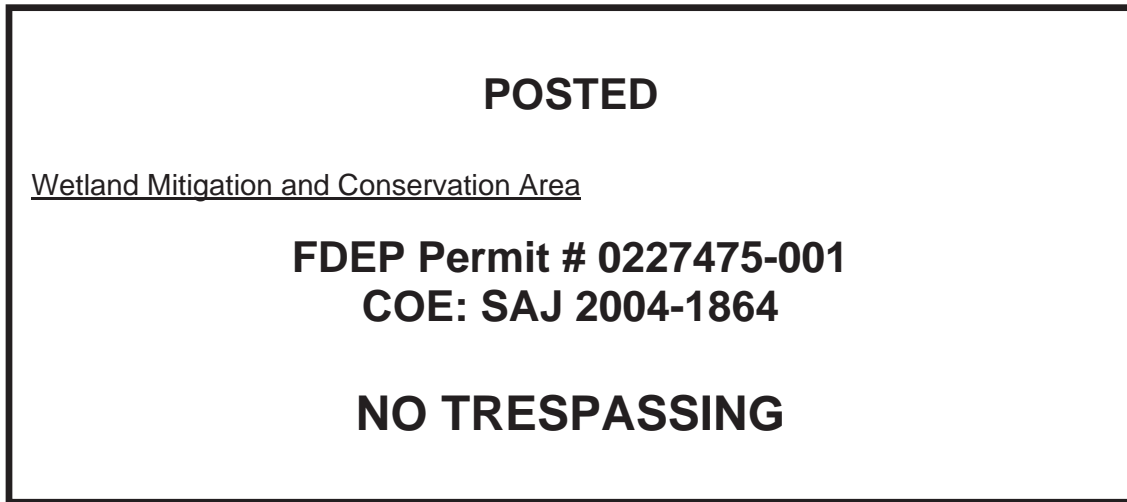 POSTED
Wetland Mitigation and Conservation Area
FDEP Permit # 0227475-001
COE: SAJ 2004-1864
NO TRESPASSING